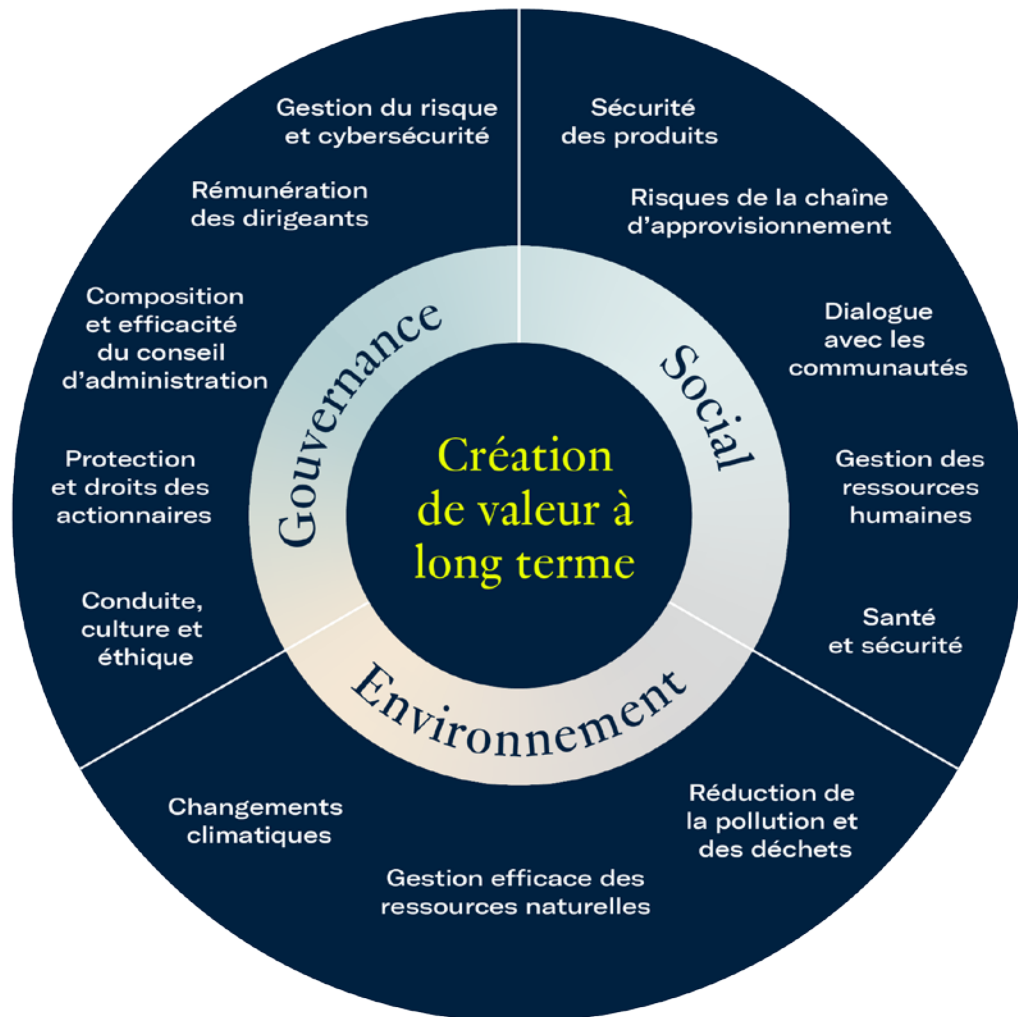 Gestion du risque
et cybersécurité
Rémunération
des dirigeants
Composition
et efficacité
du conseil
d'administration
Protection
et droits des
actionnaires
Conduite,
culture et
éthique
Gouvernance
Sécurité
des produits
Risques de la chaîne
d'approvisionnement
Dialogue
avec les
communautés
Gestion des
ressources
humaines
Santé
et sécurité
Social
Création
de valeur à
long terme
Environnement
Changements
climatiques
Gestion efficace des
ressources naturelles
Réduction de
la pollution et
des déchets